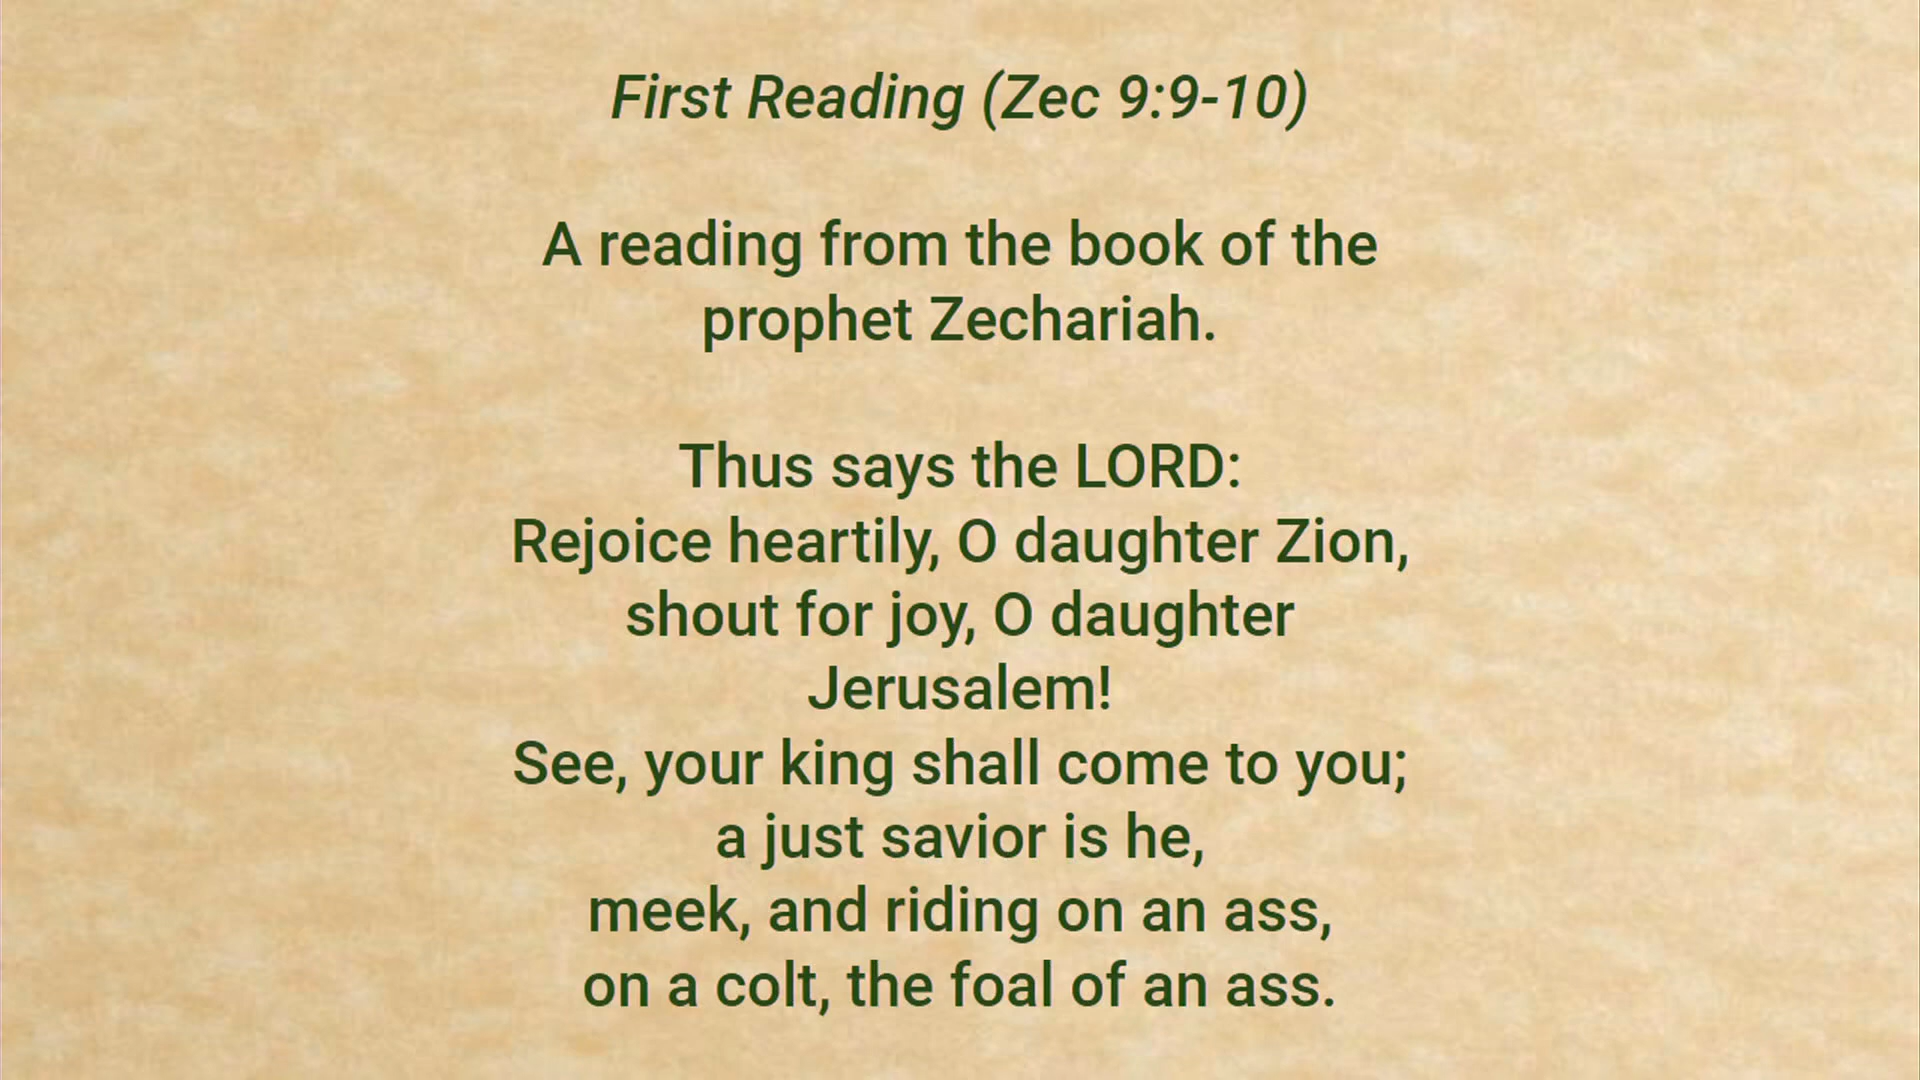 First Reading (Zec 9:9-10)
A reading from the book of the
prophet Zechariah.
Thus says the LORD:
Rejoice heartily, O daughter Zion,
shout for joy, O daughter
Jerusalem!
See, your king shall come to you;
a just savior is he,
meek, and riding on an ass,
on a colt, the foal of an ass.